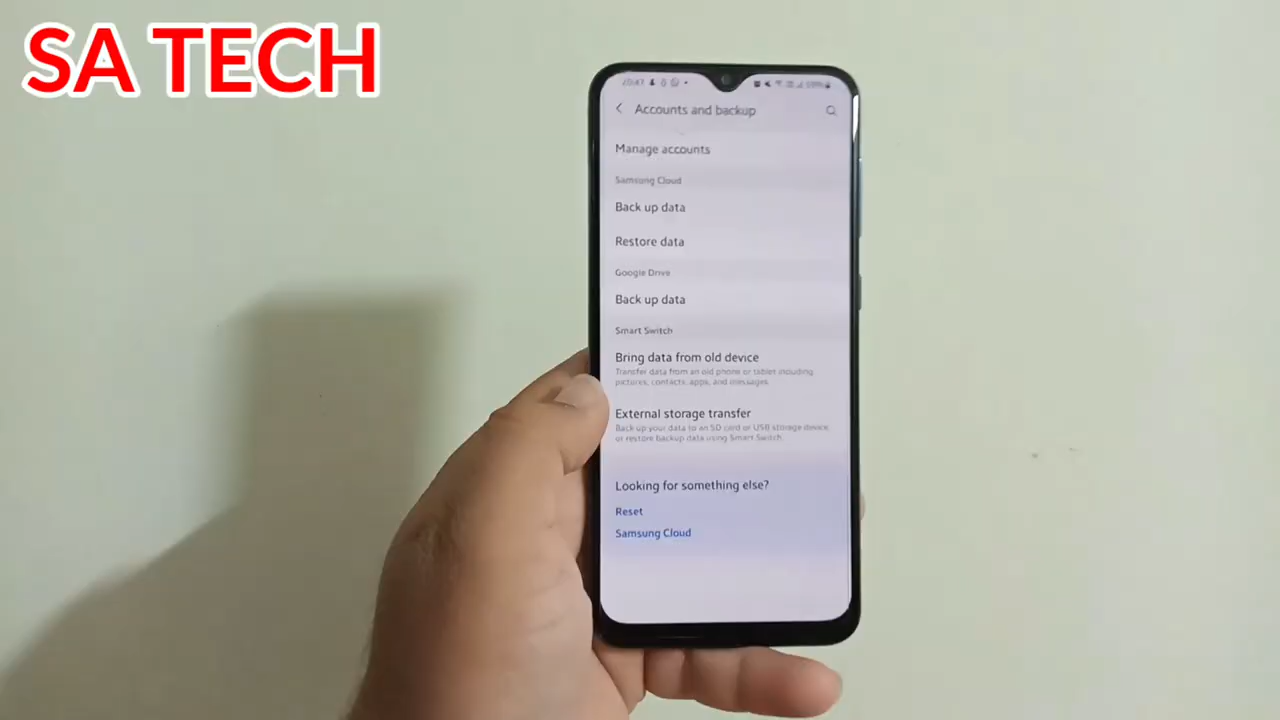 SA TECH
20:47
Accounts and backup
Manage accounts
Samsung Cloud
Back up data
Restore data
Google Drive
Back up data
Smart Switch
Bring data from old device
Transfer data from an old phone or tablet including
pictures, contacts, apps, and messages.
External storage transfer
Back up your data to an SD card or USB storage device,
or restore backup data using Smart Switch.
Looking for something else?
Reset
Samsung Cloud